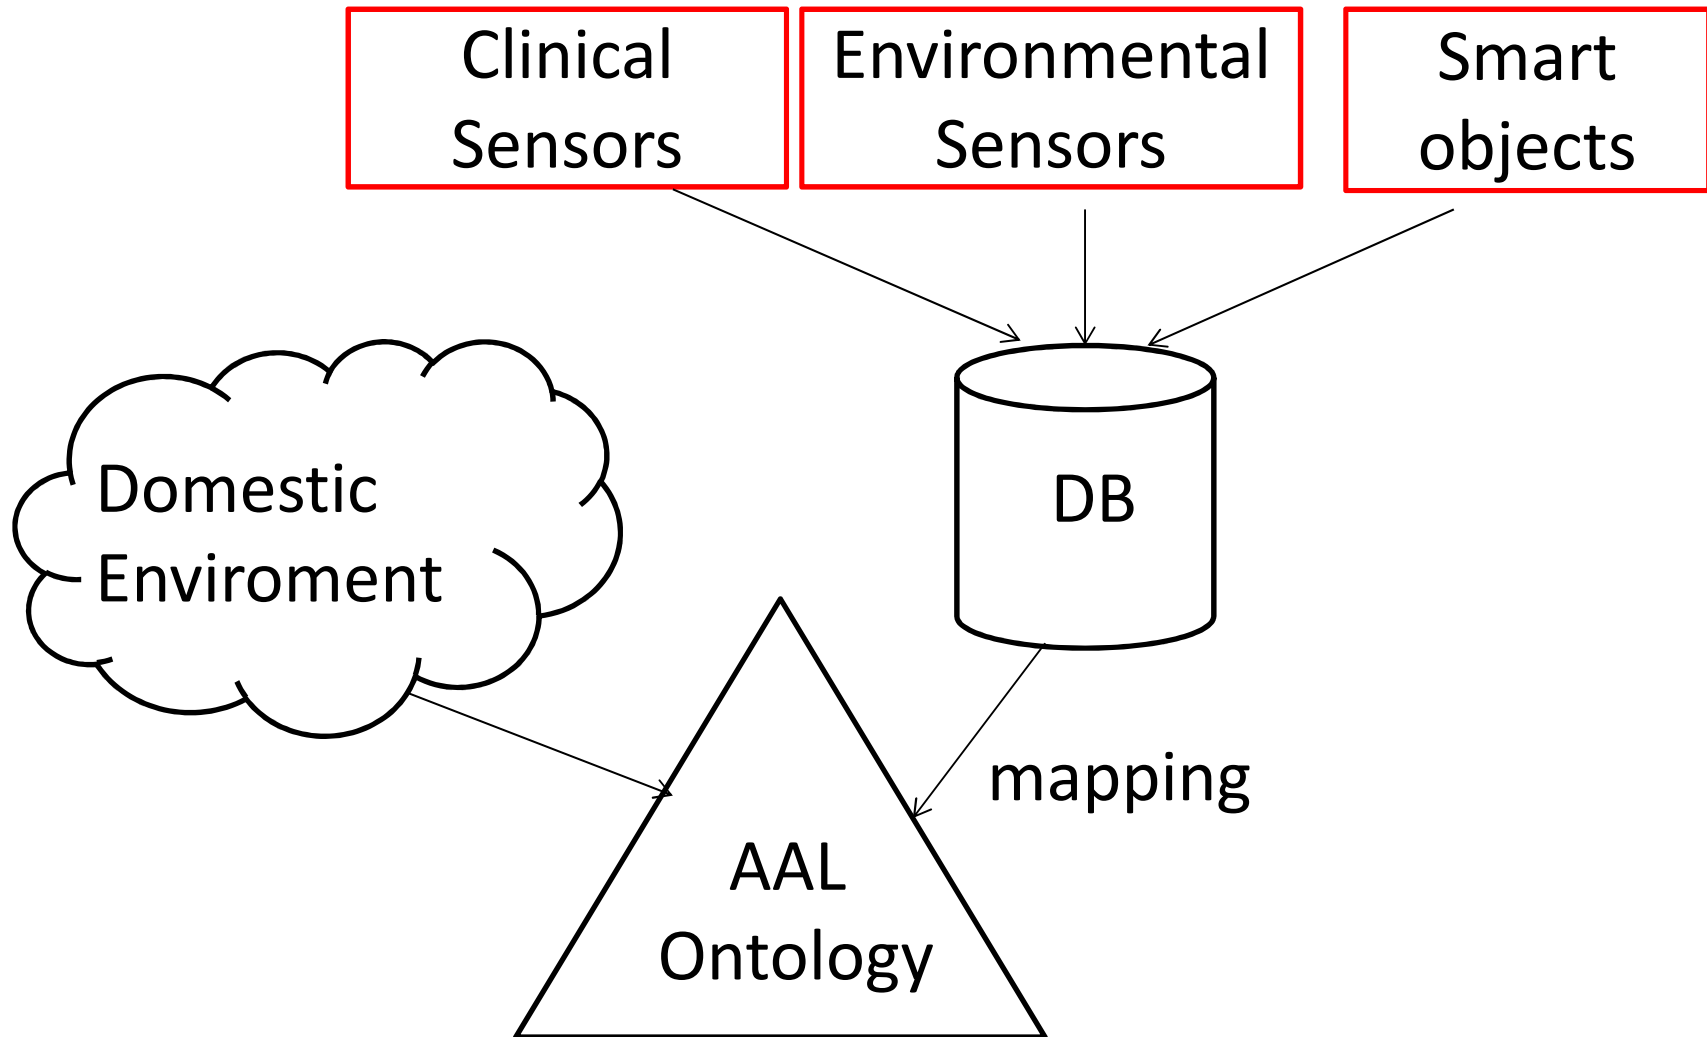 Clinical
Sensors
Environmental
Sensors
Smart
objects
Domestic
Enviroment
DB
mapping
AAL
Ontology